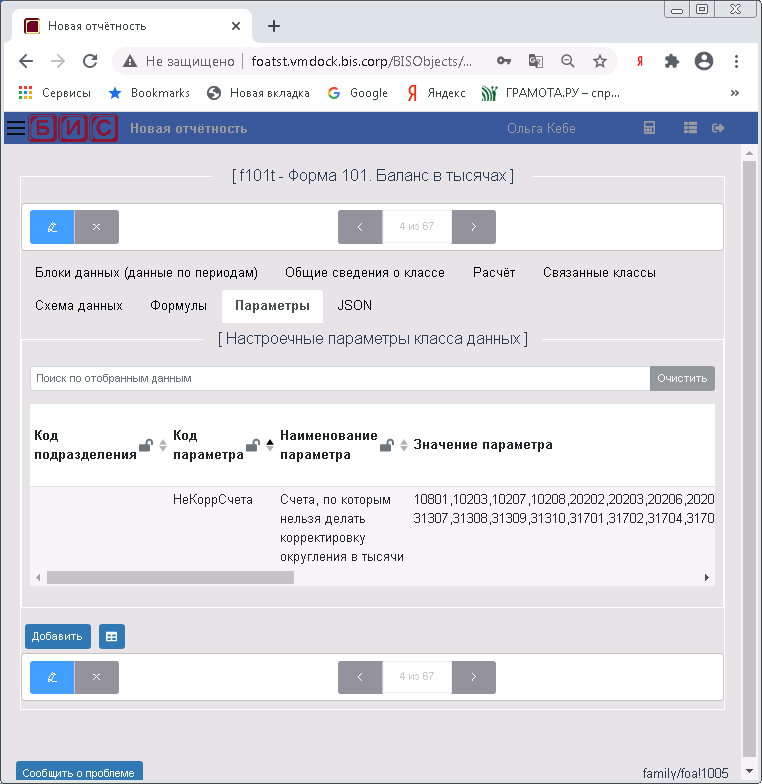 Новая отчётность
Не защищено | foatst.vmdock.bis.corp/BISObjects/...
Сервисы Bookmarks Новая вкладка Google Яндекс ГРАМОТА.РУ – спр... »
БИС Новая отчётность Ольга Кебе
[ f101t - Форма 101. Баланс в тысячах ]
4 из 67
Блоки данных (данные по периодам) Общие сведения о классе Расчёт Связанные классы
Схема данных Формулы Параметры JSON
[ Настроечные параметры класса данных ]
Поиск по отобранным данным Очистить
Код подразделения Код параметра Наименование параметра Значение параметра
НеКоррСчета Счета, по которым 10801,10203,10207,10208,20202,20203,20206,2020
нельзя делать 31307,31308,31309,31310,31701,31702,31704,3170
корректировку
округления в тысячи
Добавить
4 из 67
Сообщить о проблеме family/foal1005